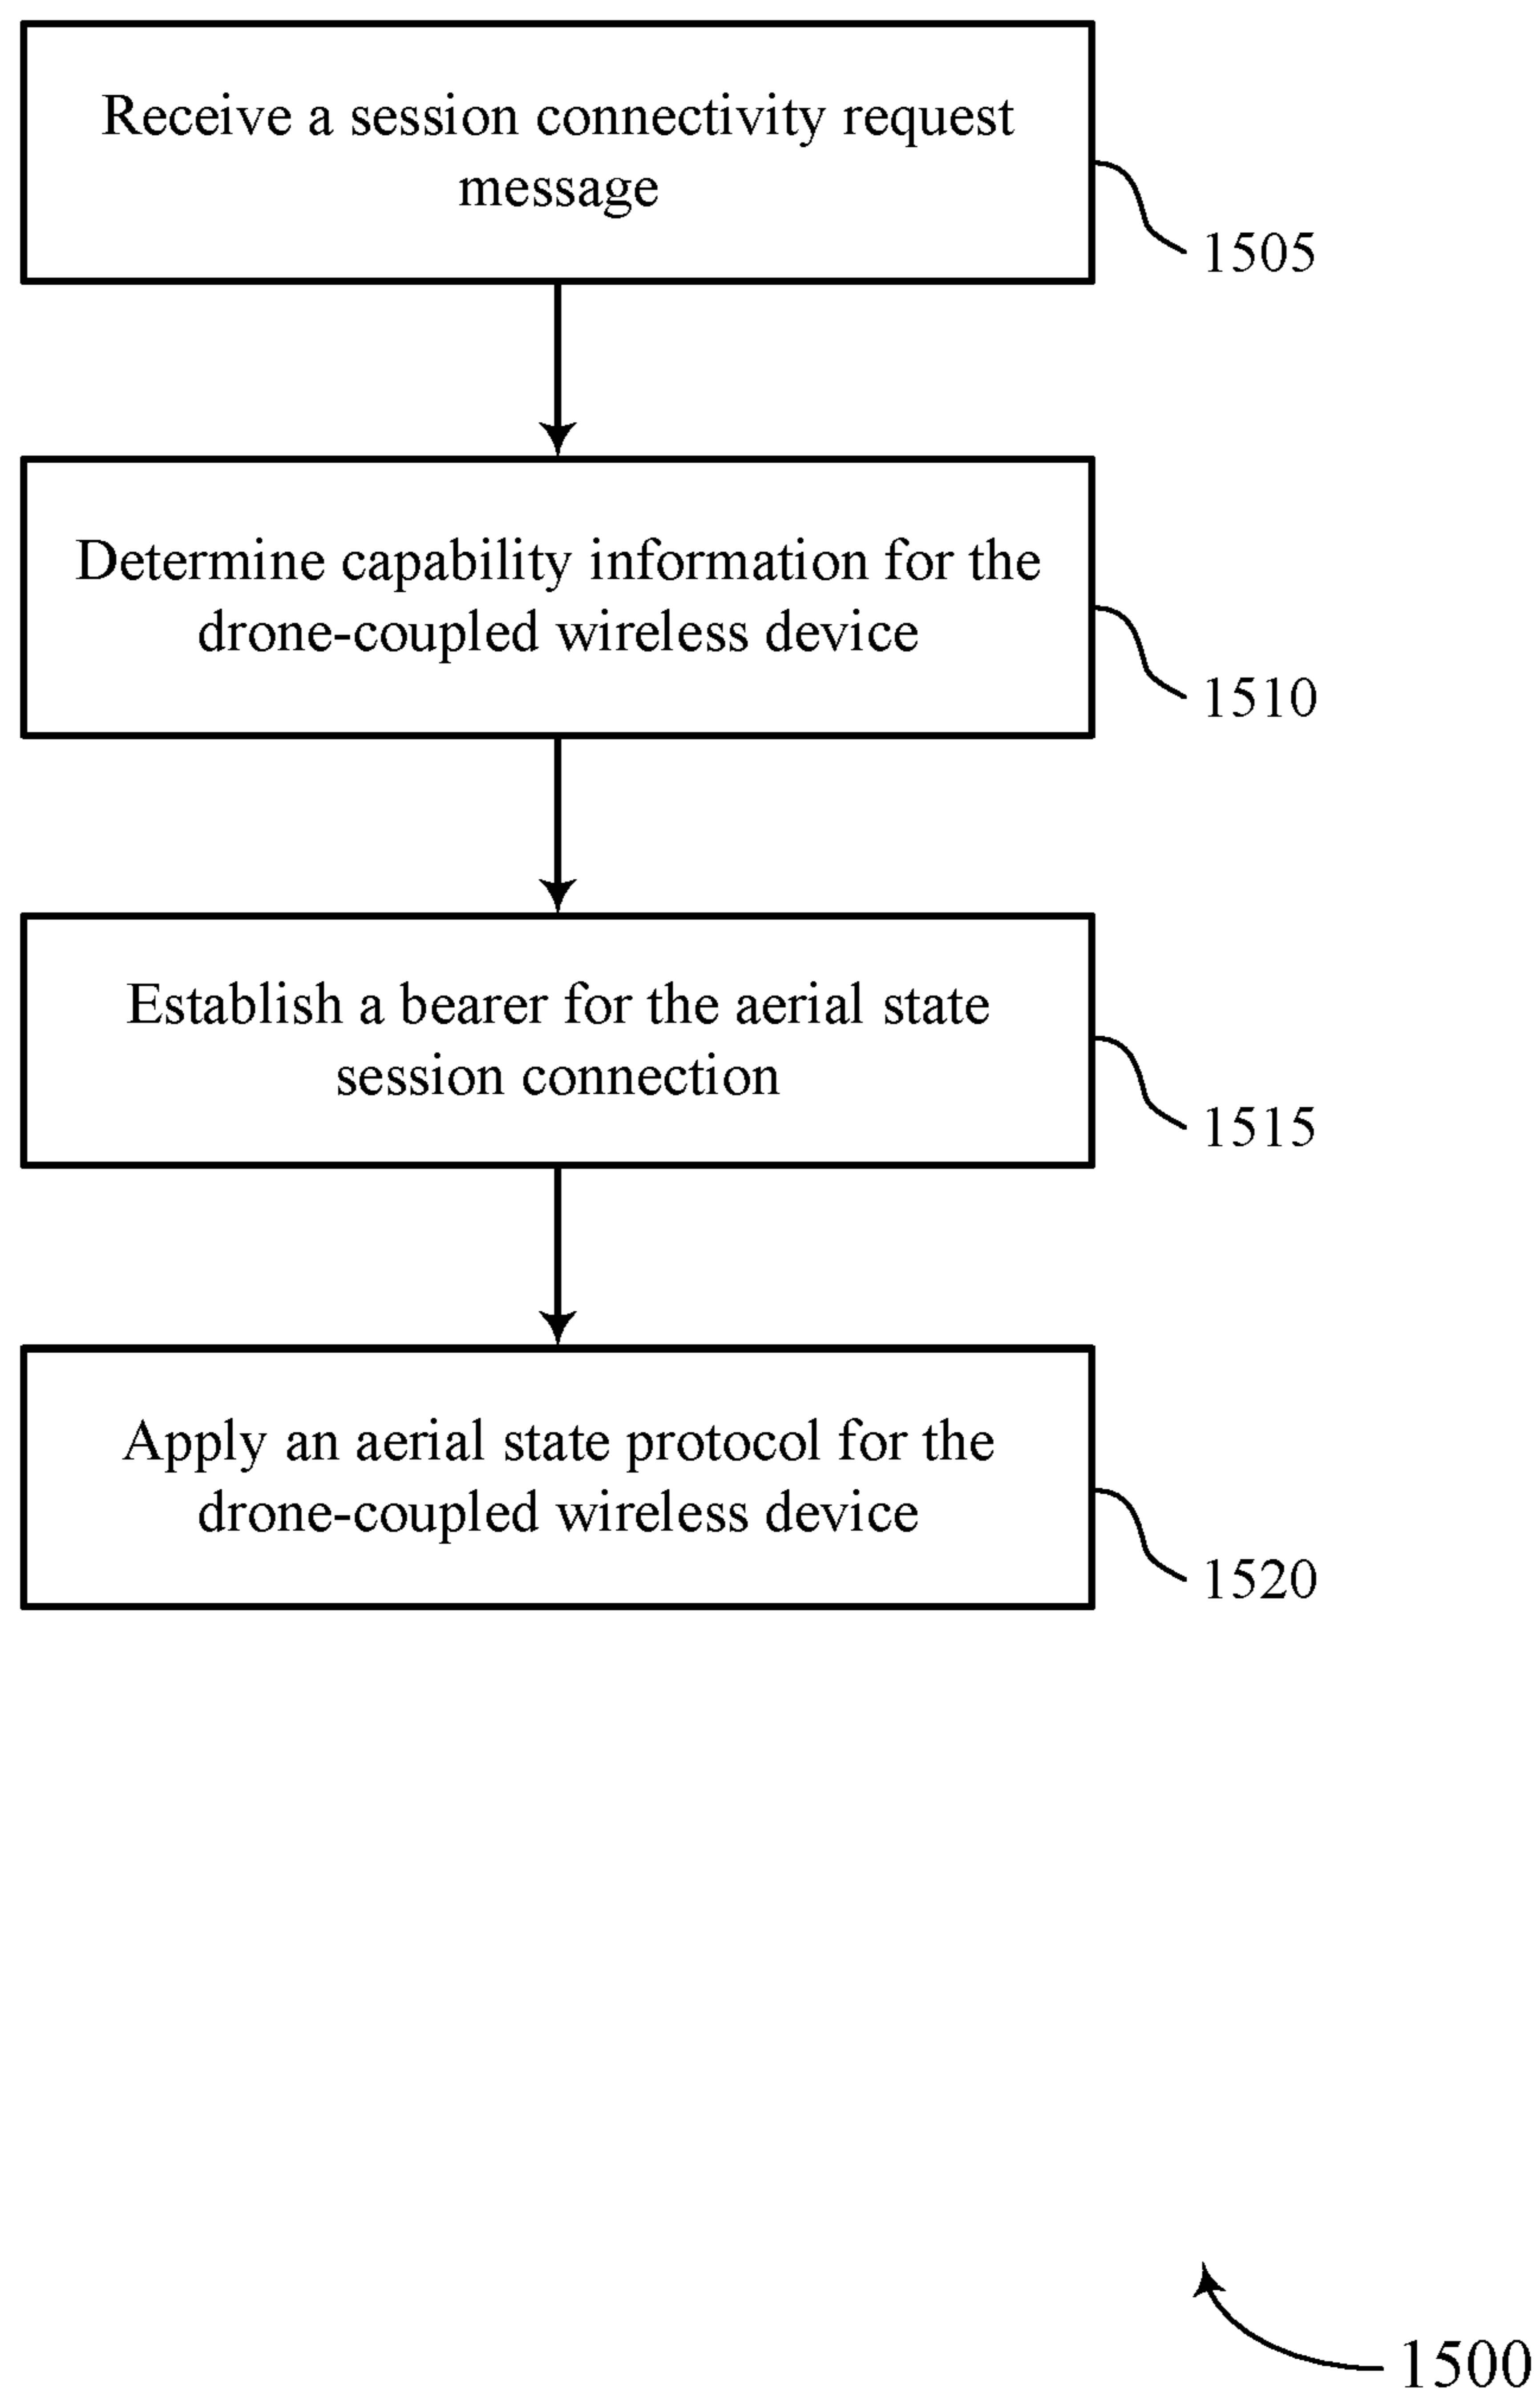 Receive a session connectivity request
message
1505
Determine capability information for the
drone-coupled wireless device
1510
Establish a bearer for the aerial state
session connection
1515
Apply an aerial state protocol for the
drone-coupled wireless device
1520
1500